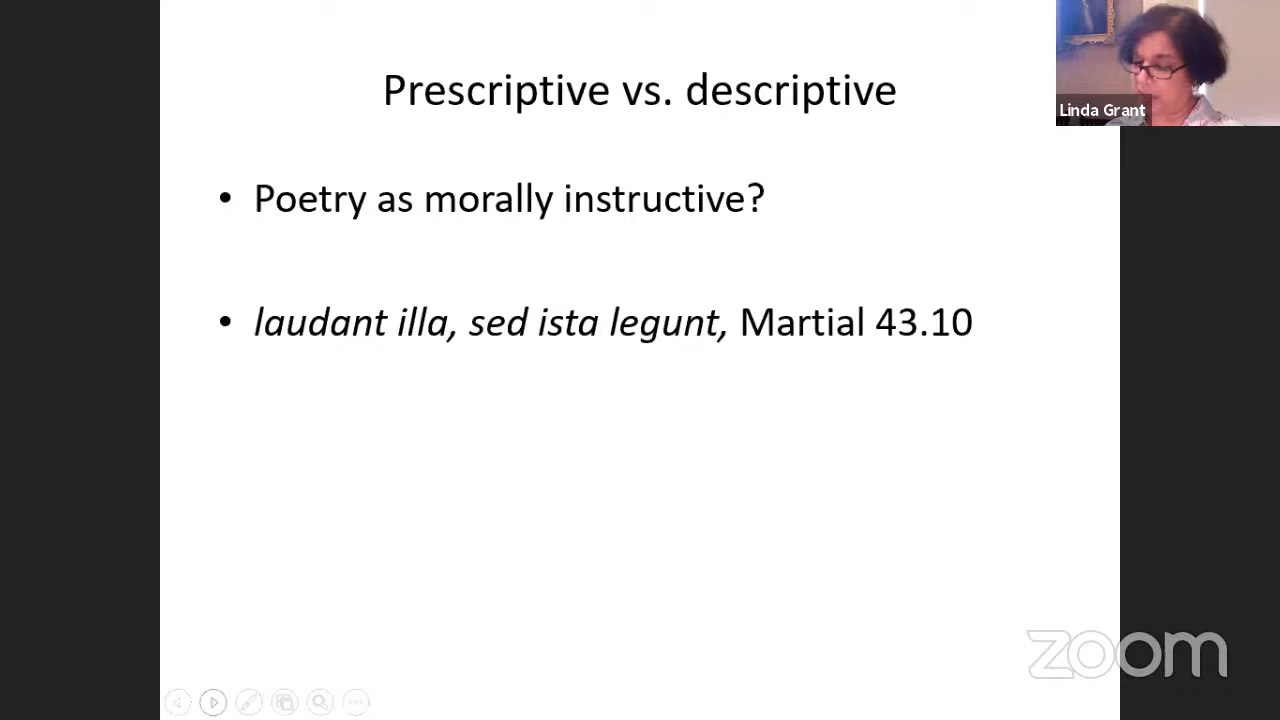 Prescriptive vs. descriptive
Linda Grant
• Poetry as morally instructive?
• laudant illa, sed ista legunt, Martial 43.10
zoom